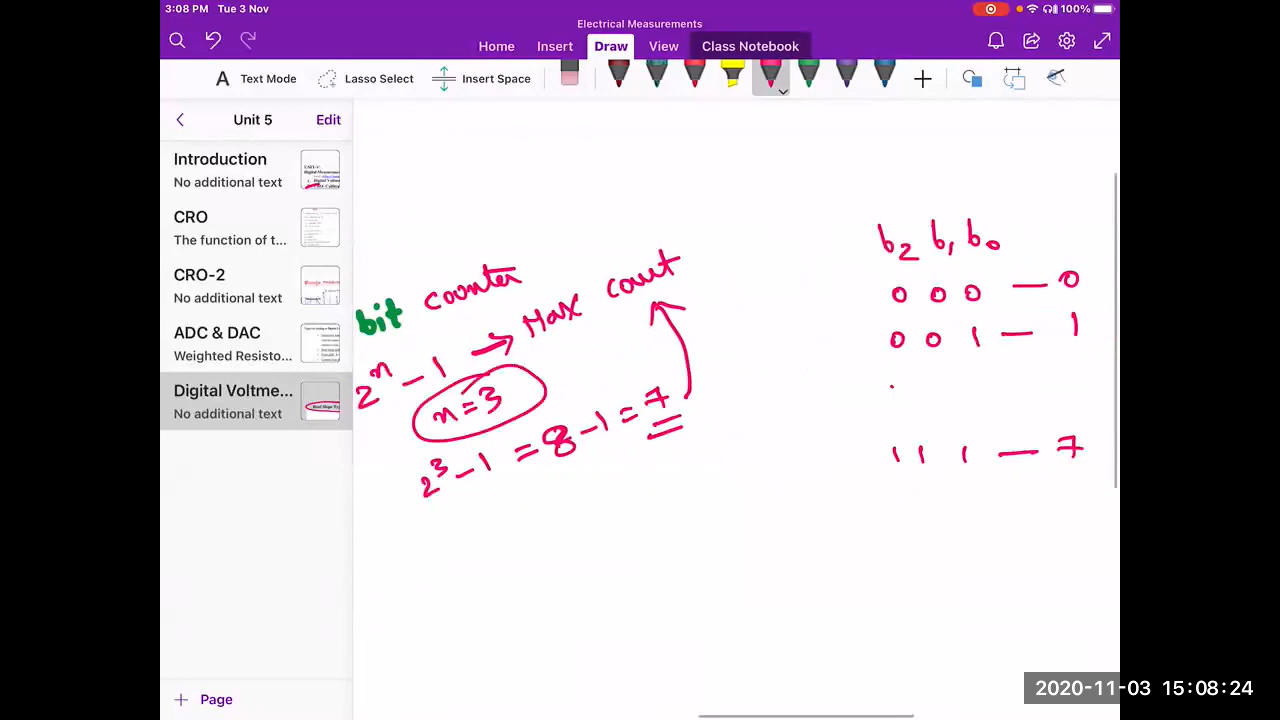 3:08 PM Tue 3 Nov
100%
Electrical Measurements
Home Insert Draw View Class Notebook
Text Mode Lasso Select Insert Space
Unit 5 Edit
Introduction
No additional text
CRO
The function of t...
CRO-2
No additional text
ADC & DAC
Weighted Resisto...
Digital Voltme...
No additional text
Page
bit counter
2ⁿ - 1 → Max count
n = 3
2³ - 1 = 8 - 1 = 7
b₂ b₁ b₀
0 0 0 — 0
0 0 1 — 1
1 1 1 — 7
2020-11-03 15:08:24